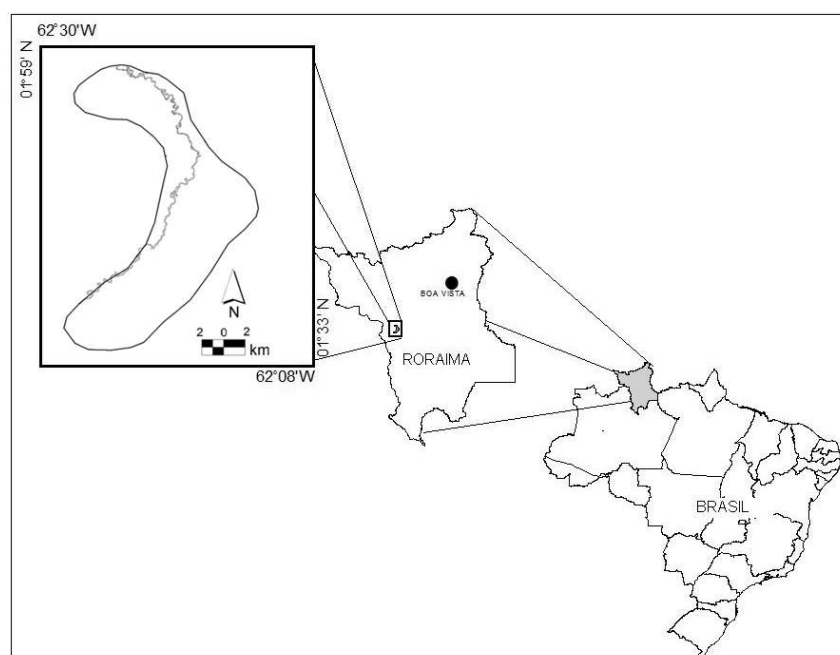 62°30'W
01°59' N
N
2 0 2
km
01°33' N
62°08'W
BOA VISTA
RORAIMA
BRASIL